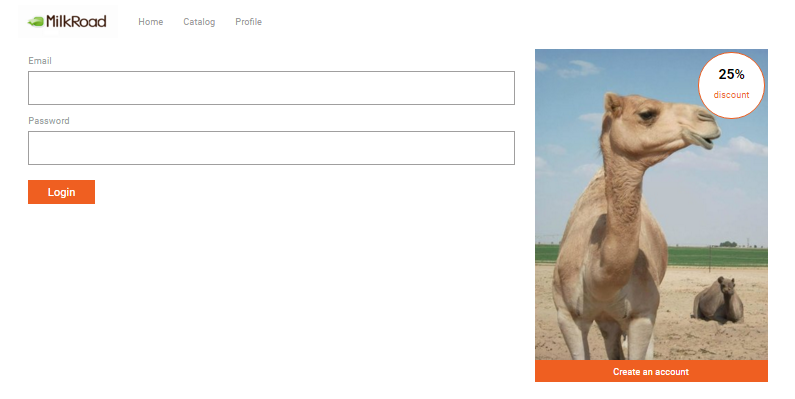 MilkRoad
Home Catalog Profile
Email
Password
Login
25%
discount
Create an account